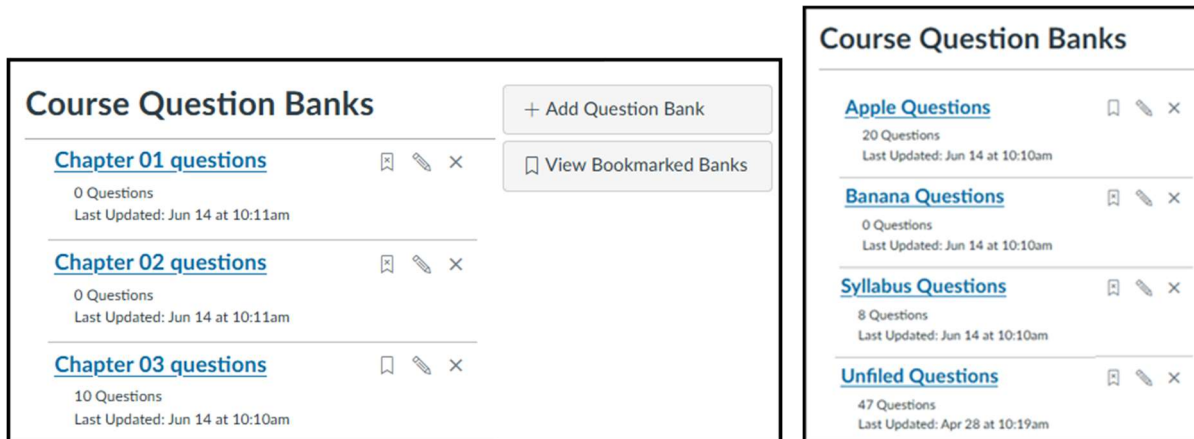 Course Question Banks
Chapter 01 questions
0 Questions
Last Updated: Jun 14 at 10:11am
Chapter 02 questions
0 Questions
Last Updated: Jun 14 at 10:11am
Chapter 03 questions
10 Questions
Last Updated: Jun 14 at 10:10am
+ Add Question Bank
View Bookmarked Banks
Course Question Banks
Apple Questions
20 Questions
Last Updated: Jun 14 at 10:10am
Banana Questions
0 Questions
Last Updated: Jun 14 at 10:10am
Syllabus Questions
8 Questions
Last Updated: Jun 14 at 10:10am
Unfiled Questions
47 Questions
Last Updated: Apr 28 at 10:19am